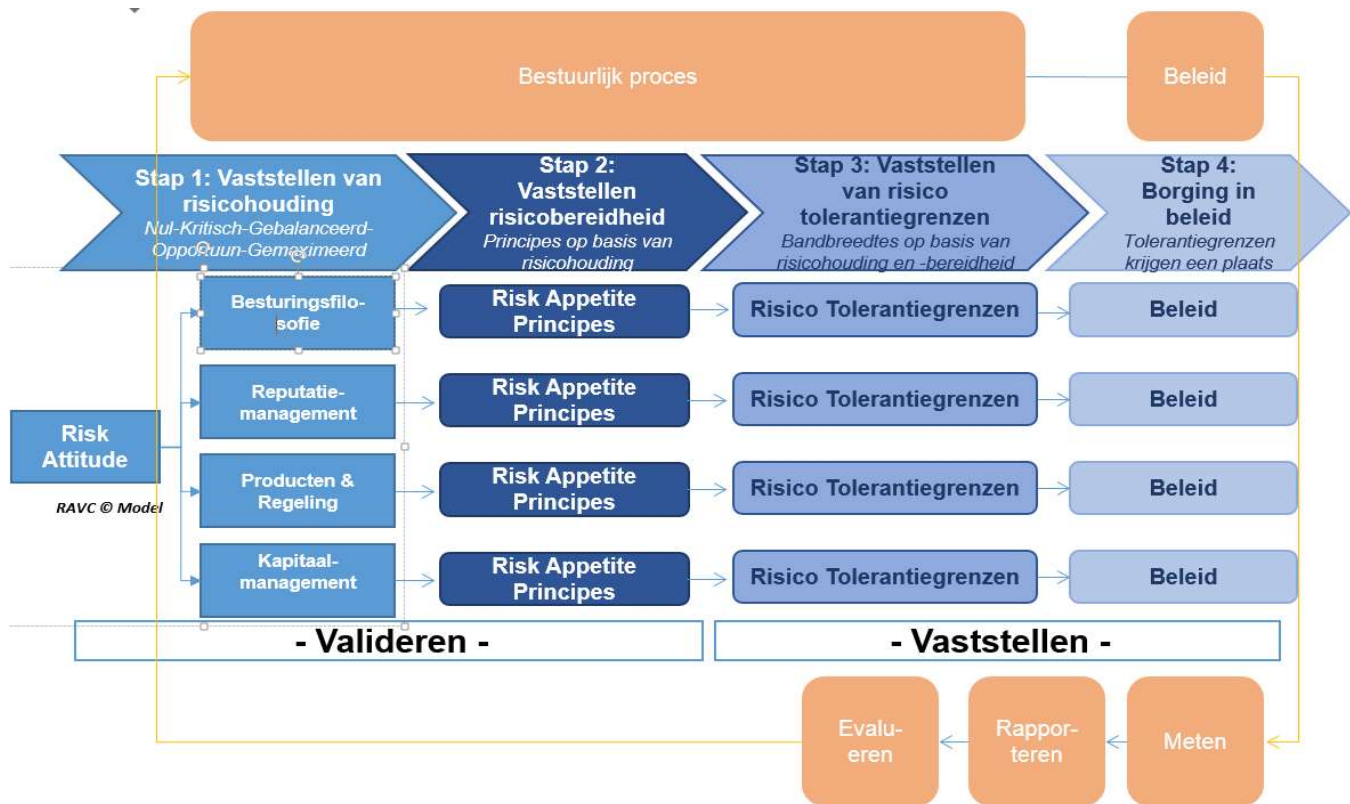 Bestuurlijk proces
Beleid
Stap 1: Vaststellen van
risicohouding
Nul-Kritisch-Gebalanceerd-
Opportuun-Gemaximeerd
Stap 2:
Vaststellen
risicobereidheid
Principes op basis van
risicohouding
Stap 3: Vaststellen
van risico
tolerantiegrenzen
Bandbreedtes op basis van
risicohouding en -bereidheid
Stap 4:
Borging in
beleid
Tolerantiegrenzen
krijgen een plaats
Risk
Attitude
RAVC © Model
Besturingsfilo-
sofie
Risk Appetite
Principes
Risico Tolerantiegrenzen
Beleid
Reputatie-
management
Risk Appetite
Principes
Risico Tolerantiegrenzen
Beleid
Producten &
Regeling
Risk Appetite
Principes
Risico Tolerantiegrenzen
Beleid
Kapitaal-
management
Risk Appetite
Principes
Risico Tolerantiegrenzen
Beleid
- Valideren -
- Vaststellen -
Evalu-
eren
Rappor-
teren
Meten